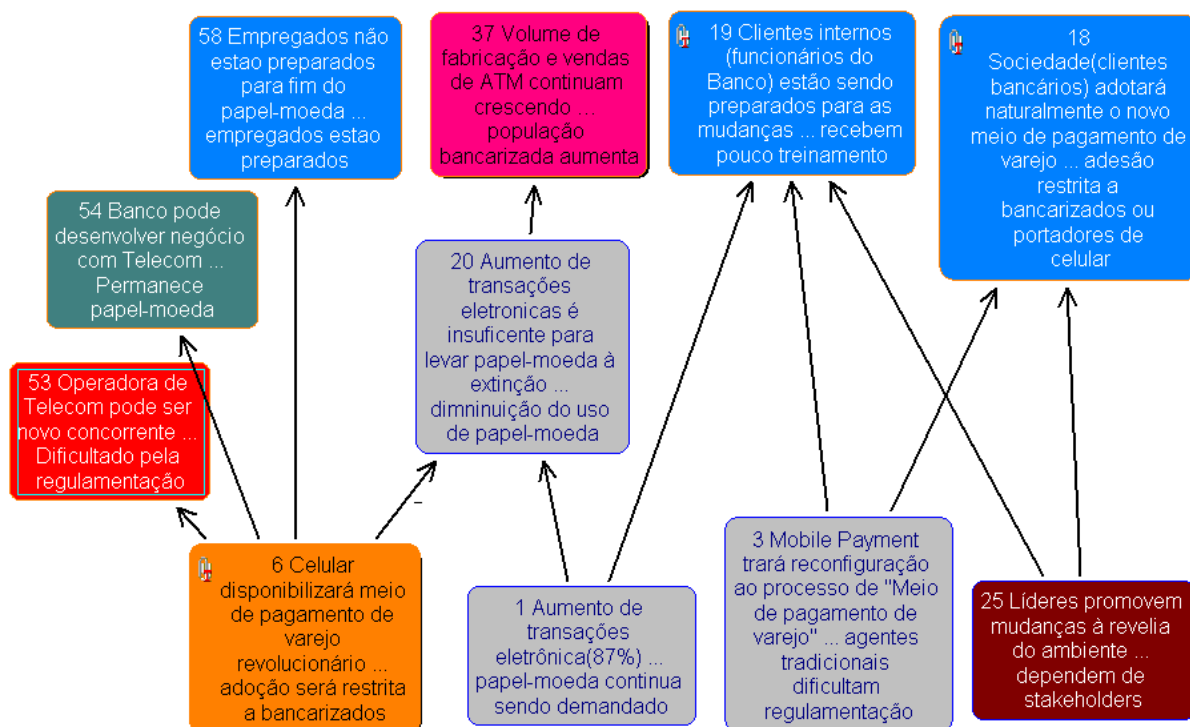 58 Empregados não
estao preparados
para fim do
papel-moeda ...
empregados estao
preparados
37 Volume de
fabricação e vendas
de ATM continuam
crescendo ...
população
bancarizada aumenta
19 Clientes internos
(funcionários do
Banco) estão sendo
preparados para as
mudanças ... recebem
pouco treinamento
18
Sociedade(clientes
bancários) adotará
naturalmente o novo
meio de pagamento de
varejo ... adesão
restrita a
bancarizados ou
portadores de
celular
54 Banco pode
desenvolver negócio
com Telecom ...
Permanece
papel-moeda
20 Aumento de
transações
eletronicas é
insuficente para
levar papel-moeda à
extinção ...
dimninuição do uso
de papel-moeda
53 Operadora de
Telecom pode ser
novo concorrente ...
Dificultado pela
regulamentação
6 Celular
disponibilizará meio
de pagamento de
varejo
revolucionário ...
adoção será restrita
a bancarizados
1 Aumento de
transações
eletrônica(87%) ...
papel-moeda continua
sendo demandado
3 Mobile Payment
trará reconfiguração
ao processo de "Meio
de pagamento de
varejo" ... agentes
tradicionais
dificultam
regulamentação
25 Líderes promovem
mudanças à revelia
do ambiente ...
dependem de
stakeholders